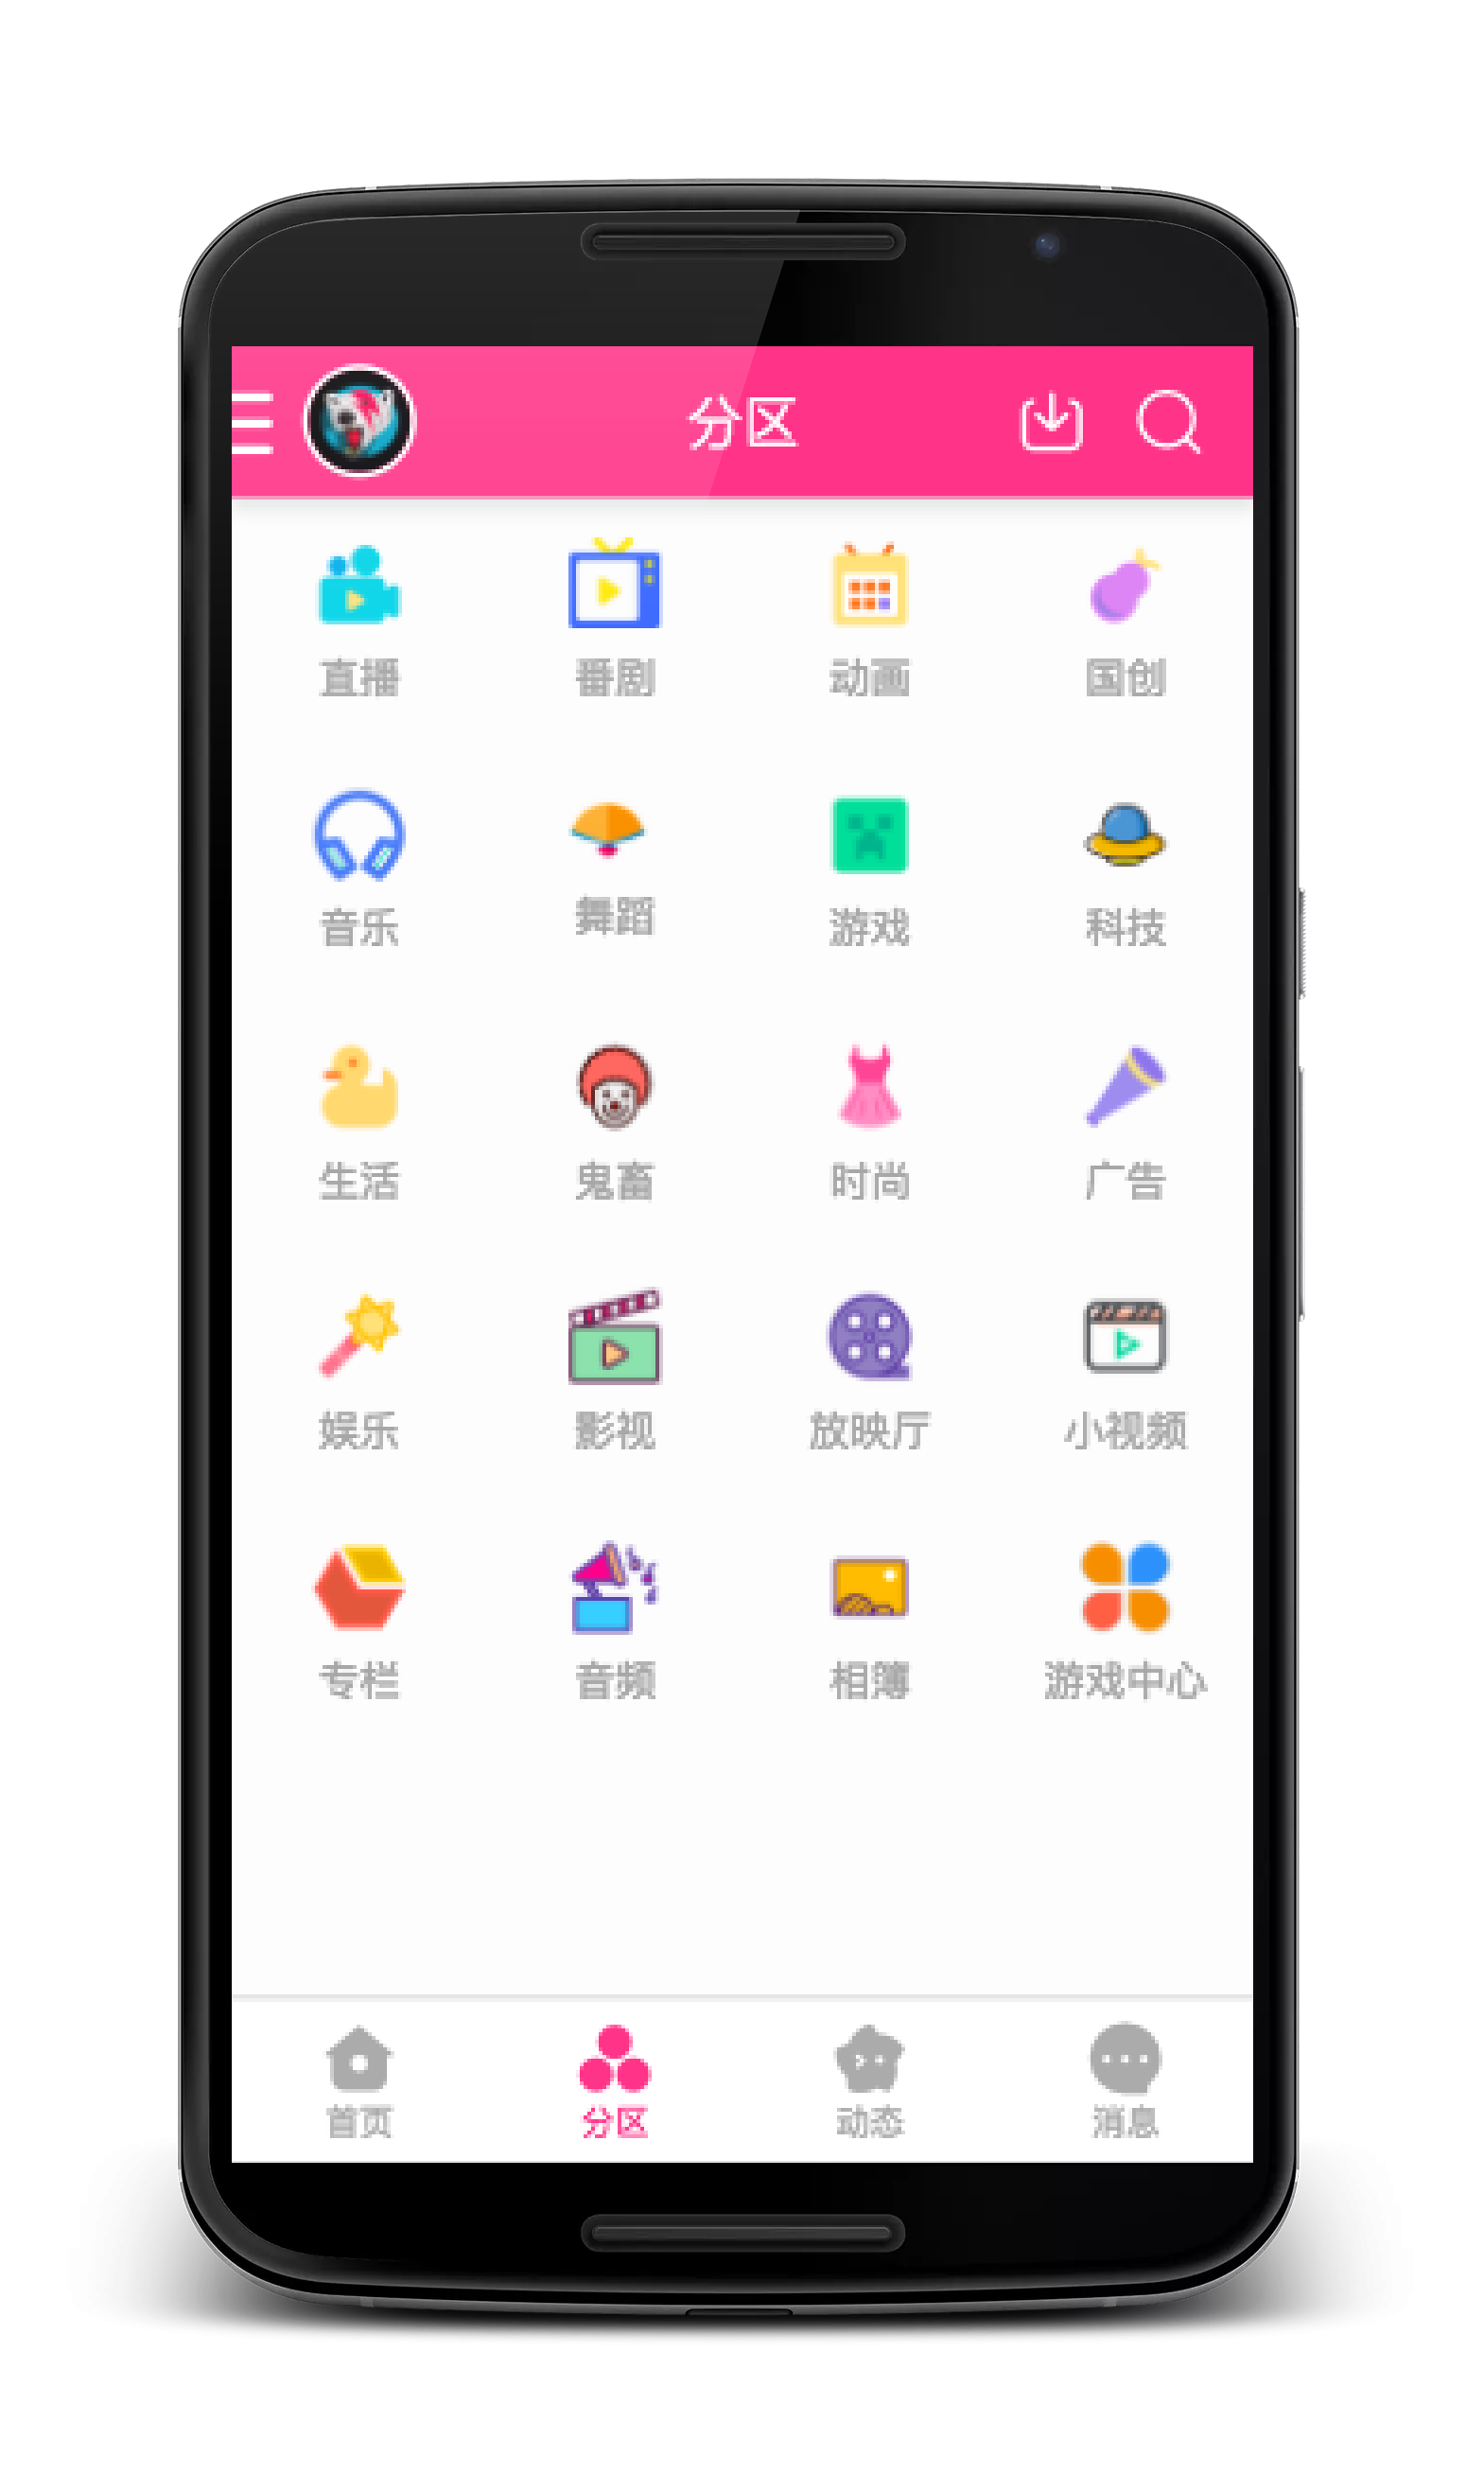 分区
直播 番剧 动画 国创
音乐 舞蹈 游戏 科技
生活 鬼畜 时尚 广告
娱乐 影视 放映厅 小视频
专栏 音频 相簿 游戏中心
首页 分区 动态 消息